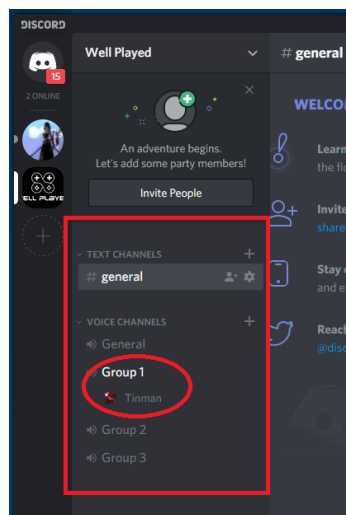 DISCORD
Well Played
# general
15
2 ONLINE
WELCO
An adventure begins.
Let's add some party members!
Learn
the flo
Invite People
Invite
share
ELL PLAYE
TEXT CHANNELS
# general
Stay
and e
VOICE CHANNELS
General
Reach
@disc
Group 1
Tinman
Group 2
Group 3